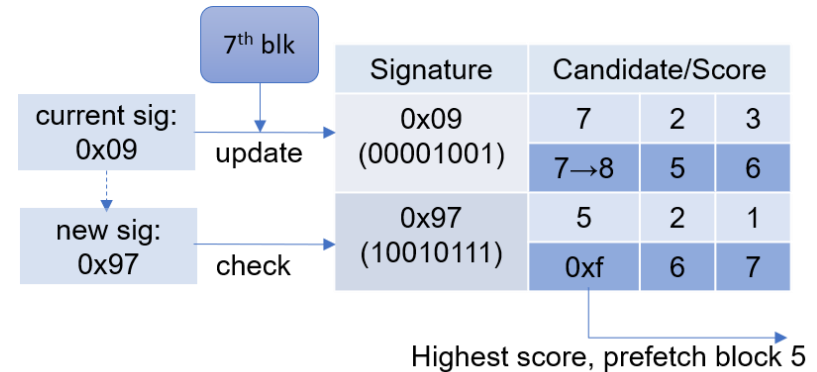 7th blk
Signature Candidate/Score
current sig:
0x09
update
0x09
(00001001)
7 2 3
7→8 5 6
new sig:
0x97
check
0x97
(10010111)
5 2 1
0xf 6 7
Highest score, prefetch block 5